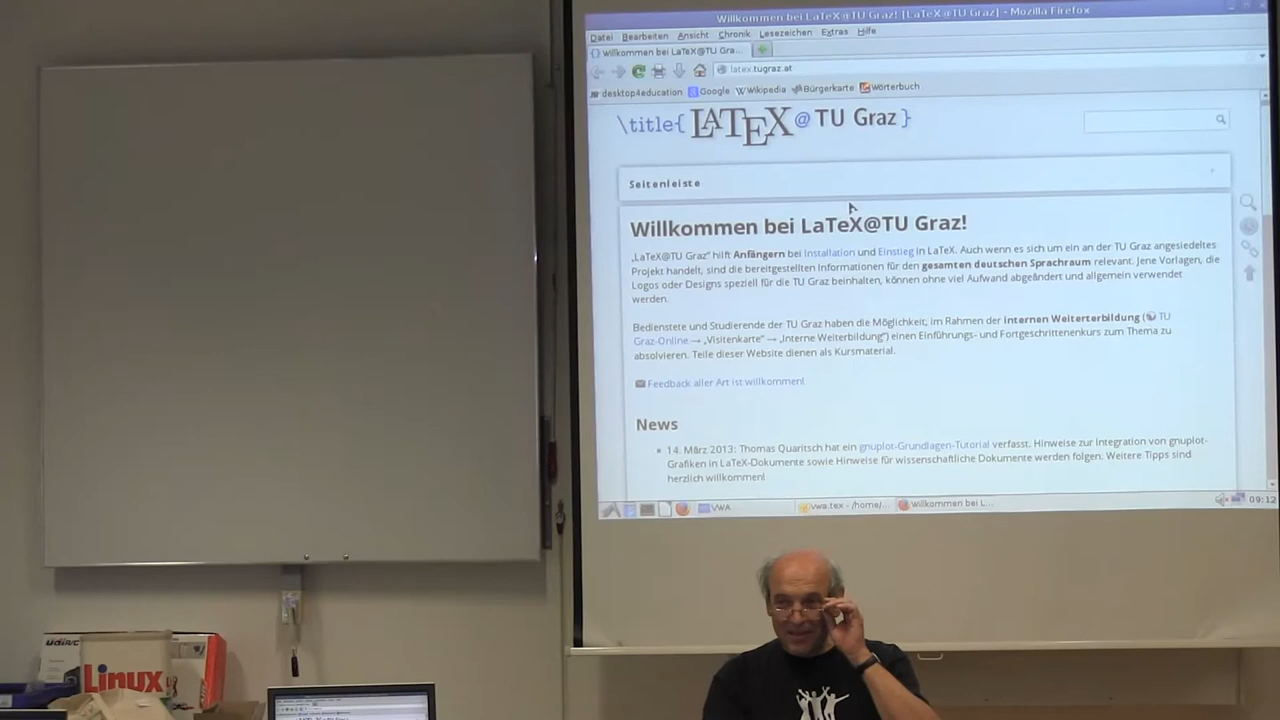 Willkommen bei LaTeX@TU Graz! [LaTeX@TU Graz] - Mozilla Firefox
Datei Bearbeiten Ansicht Chronik Lesezeichen Extras Hilfe
Willkommen bei LaTeX@TU Gra...
latex.tugraz.at
desktop4education Google Wikipedia Bürgerkarte Wörterbuch
\title{ LATEX @ TU Graz }
Seitenleiste
Willkommen bei LaTeX@TU Graz!
„LaTeX@TU Graz“ hilft Anfängern bei Installation und Einstieg in LaTeX. Auch wenn es sich um ein an der TU Graz angesiedeltes
Projekt handelt, sind die bereitgestellten Informationen für den gesamten deutschen Sprachraum relevant. Jene Vorlagen, die
Logos oder Designs speziell für die TU Graz beinhalten, können ohne viel Aufwand abgeändert und allgemein verwendet
werden.
Bedienstete und Studierende der TU Graz haben die Möglichkeit, im Rahmen der Internen Weiterterbildung (TU
Graz-Online → „Visitenkarte“ → „Interne Weiterbildung“) einen Einführungs- und Fortgeschrittenenkurs zum Thema zu
absolvieren. Teile dieser Website dienen als Kursmaterial.
Feedback aller Art ist willkommen!
News
14. März 2013: Thomas Quaritsch hat ein gnuplot-Grundlagen-Tutorial verfasst. Hinweise zur Integration von gnuplot-
Grafiken in LaTeX-Dokumente sowie Hinweise für wissenschaftliche Dokumente werden folgen. Weitere Tipps sind
herzlich willkommen!
VWA vwa.tex - /home/... Willkommen bei L... 09:12
Linux